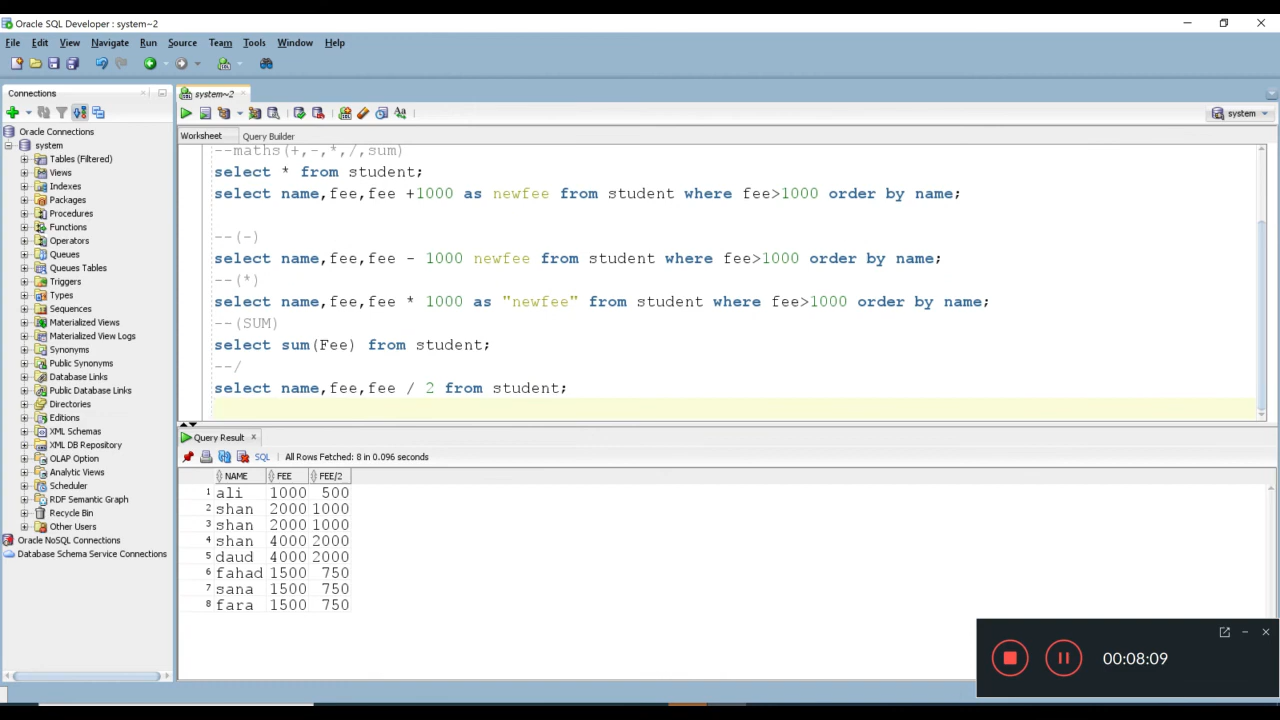 Oracle SQL Developer : system~2
File Edit View Navigate Run Source Team Tools Window Help
Connections
system~2
system
Worksheet Query Builder
Oracle Connections
system
Tables (Filtered)
Views
Indexes
Packages
Procedures
Functions
Operators
Queues
Queues Tables
Triggers
Types
Sequences
Materialized Views
Materialized View Logs
Synonyms
Public Synonyms
Database Links
Public Database Links
Directories
Editions
XML Schemas
XML DB Repository
OLAP Option
Analytic Views
Scheduler
RDF Semantic Graph
Recycle Bin
Other Users
Oracle NoSQL Connections
Database Schema Service Connections
--maths(+,-,*,/,sum)
select * from student;
select name,fee,fee +1000 as newfee from student where fee>1000 order by name;
--(-)
select name,fee,fee - 1000 newfee from student where fee>1000 order by name;
--(*)
select name,fee,fee * 1000 as "newfee" from student where fee>1000 order by name;
--(SUM)
select sum(Fee) from student;
--/
select name,fee,fee / 2 from student;
Query Result
SQL All Rows Fetched: 8 in 0.096 seconds
NAME FEE FEE/2
1 ali 1000 500
2 shan 2000 1000
3 shan 2000 1000
4 shan 4000 2000
5 daud 4000 2000
6 fahad 1500 750
7 sana 1500 750
8 fara 1500 750
00:08:09